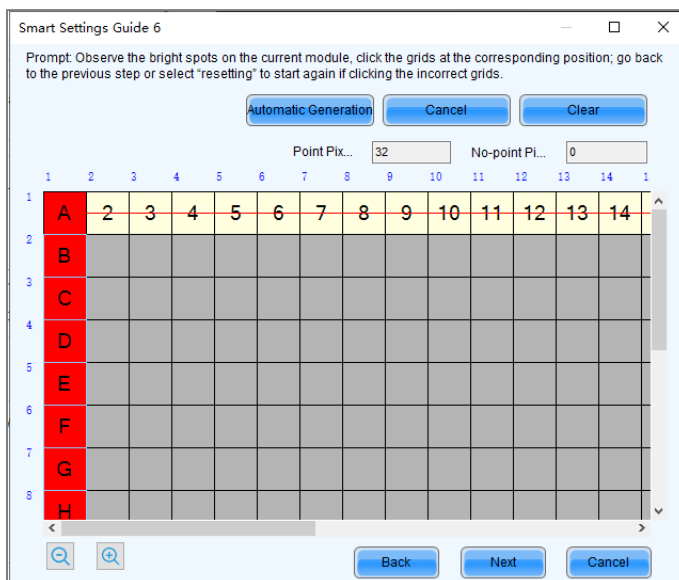 Smart Settings Guide 6
Prompt: Observe the bright spots on the current module, click the grids at the corresponding position; go back
to the previous step or select “resetting” to start again if clicking the incorrect grids.
Automatic Generation Cancel Clear
Point Pix... 32 No-point Pi... 0
1 2 3 4 5 6 7 8 9 10 11 12 13 14 1
1 A 2 3 4 5 6 7 8 9 10 11 12 13 14
2 B
3 C
4 D
5 E
6 F
7 G
8 H
Back Next Cancel